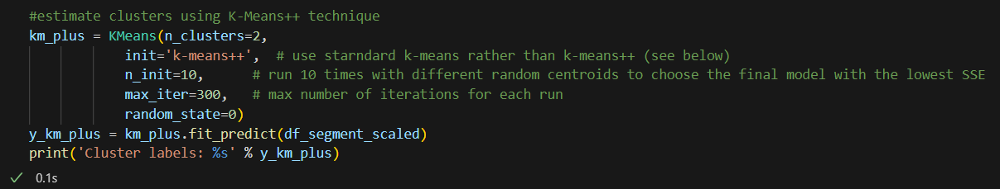 #estimate clusters using K-Means++ technique
km_plus = KMeans(n_clusters=2,
init='k-means++',  # use starndard k-means rather than k-means++ (see below)
n_init=10,      # run 10 times with different random centroids to choose the final model with the lowest SSE
max_iter=300,   # max number of iterations for each run
random_state=0)
y_km_plus = km_plus.fit_predict(df_segment_scaled)
print('Cluster labels: %s' % y_km_plus)
0.1s